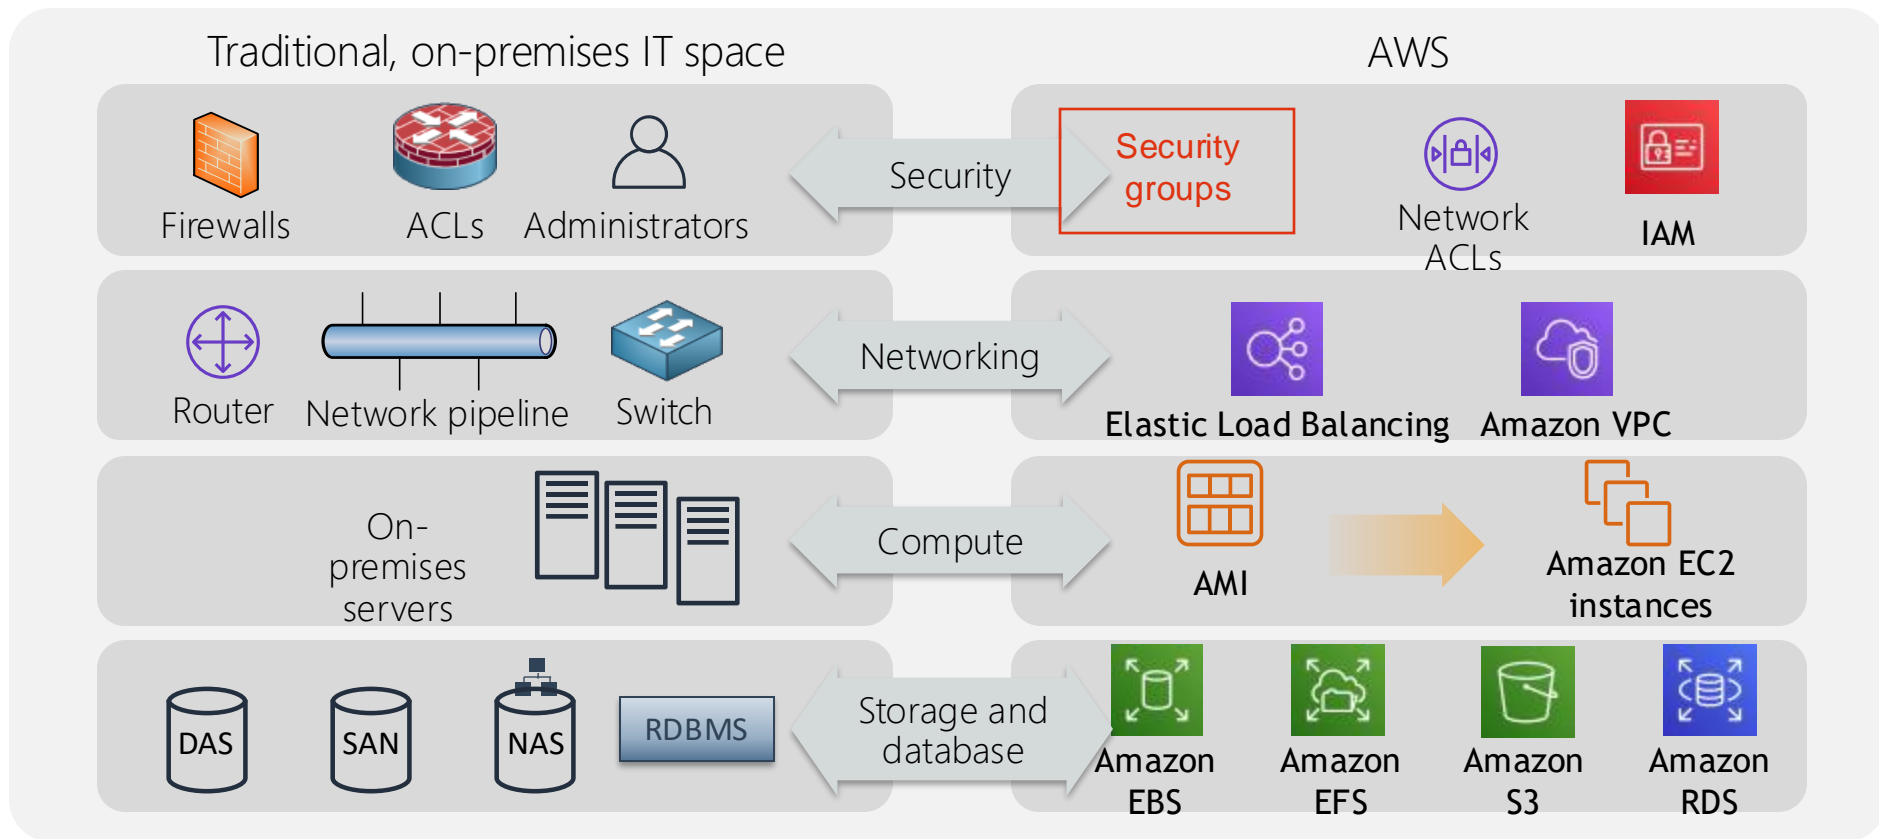 Traditional, on-premises IT space
AWS
Firewalls
ACLs
Administrators
Security
Security
groups
Network
ACLs
IAM
Router
Network pipeline
Switch
Networking
Elastic Load Balancing
Amazon VPC
On-
premises
servers
Compute
AMI
Amazon EC2
instances
DAS
SAN
NAS
RDBMS
Storage and
database
Amazon
EBS
Amazon
EFS
Amazon
S3
Amazon
RDS